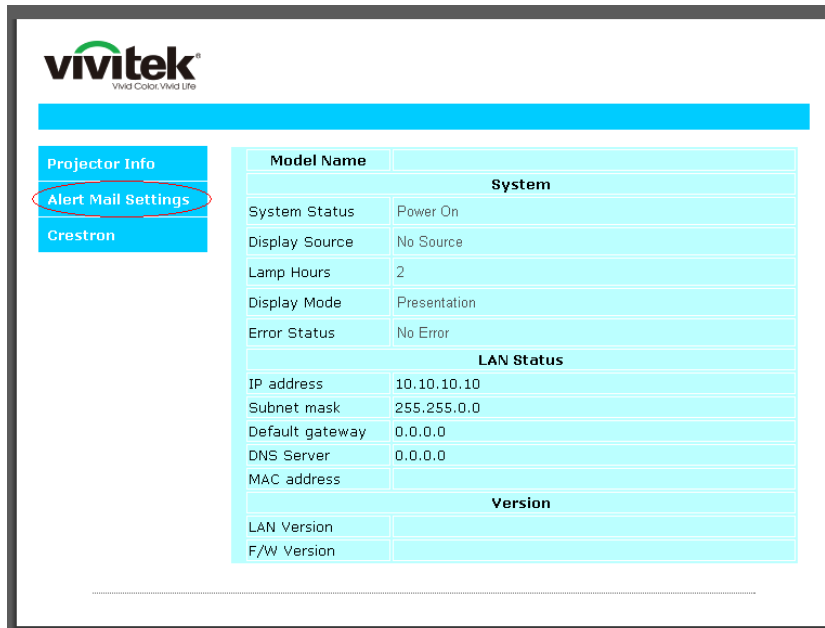 vivitek®
Vivid Color. Vivid Life
Projector Info
Alert Mail Settings
Crestron
Model Name
System
System Status Power On
Display Source No Source
Lamp Hours 2
Display Mode Presentation
Error Status No Error
LAN Status
IP address 10.10.10.10
Subnet mask 255.255.0.0
Default gateway 0.0.0.0
DNS Server 0.0.0.0
MAC address
Version
LAN Version
F/W Version